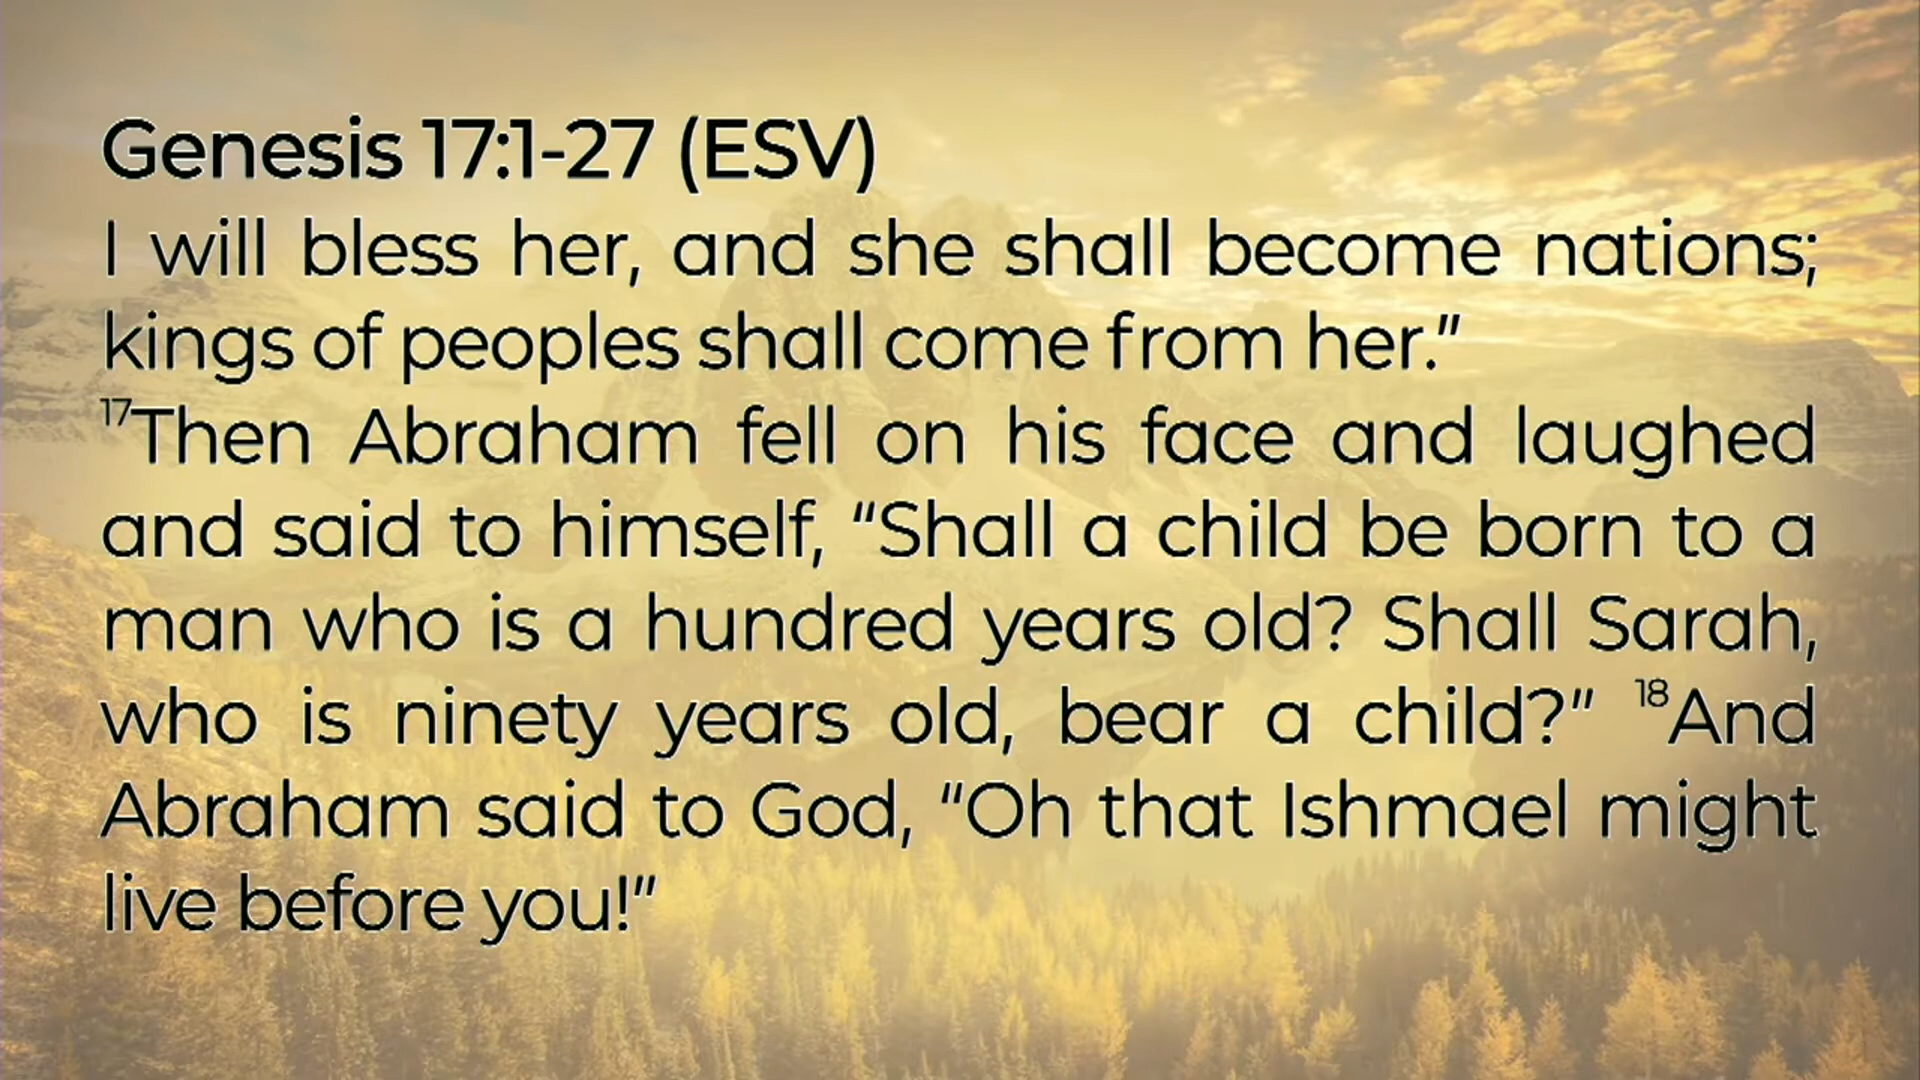 Genesis 17:1-27 (ESV)
I will bless her, and she shall become nations;
kings of peoples shall come from her.”
17Then Abraham fell on his face and laughed
and said to himself, “Shall a child be born to a
man who is a hundred years old? Shall Sarah,
who is ninety years old, bear a child?” 18And
Abraham said to God, “Oh that Ishmael might
live before you!”